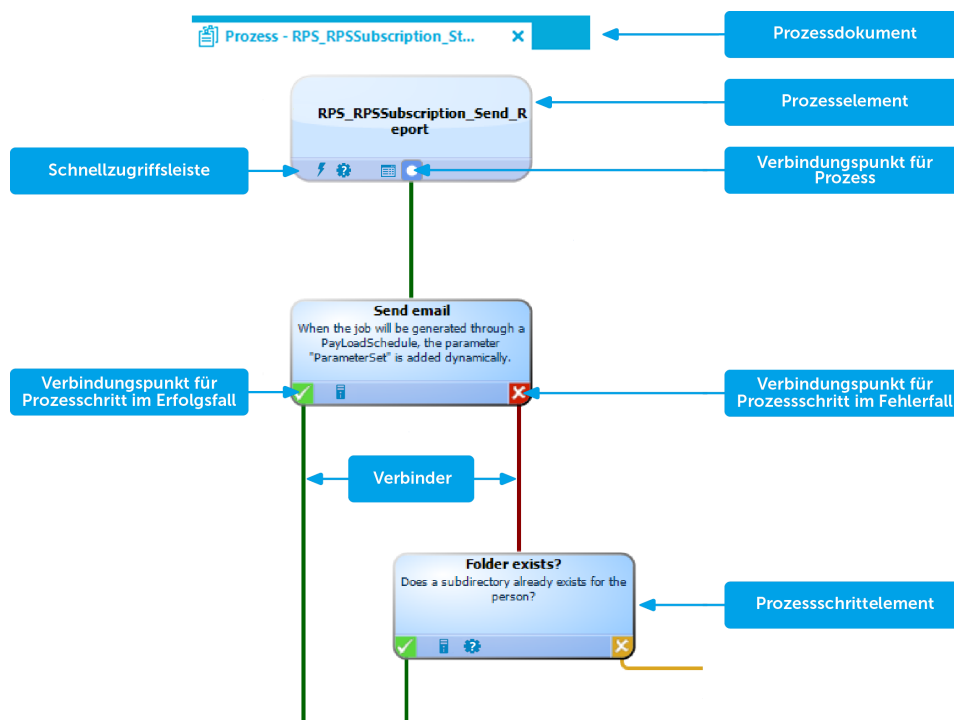 Prozess - RPS_RPSSubscription_St...
Prozessdokument
RPS_RPSSubscription_Send_R
eport
Prozesselement
Schnellzugriffsleiste
Verbindungspunkt für
Prozess
Send email
When the job will be generated through a
PayLoadSchedule, the parameter
"ParameterSet" is added dynamically.
Verbindungspunkt für
Prozesschritt im Erfolgsfall
Verbindungspunkt für
Prozessschritt im Fehlerfall
Verbinder
Folder exists?
Does a subdirectory already exists for the
person?
Prozessschrittelement